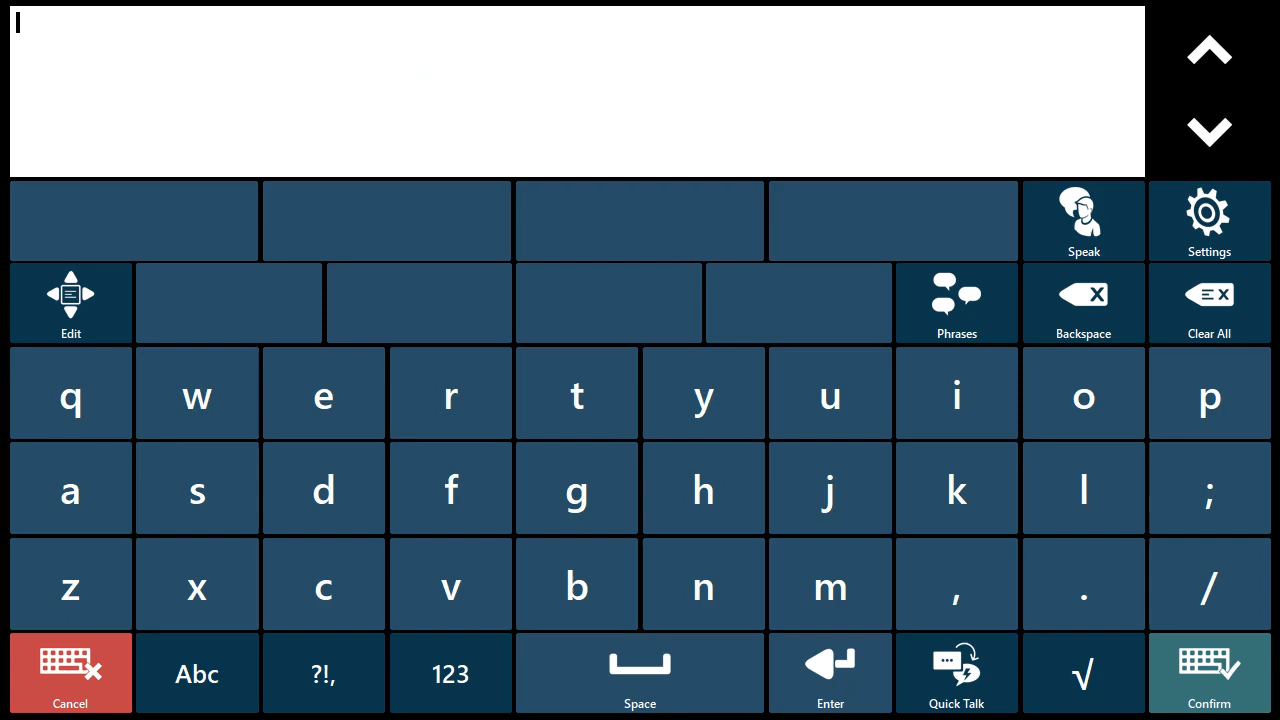 Speak Settings
Edit Phrases Backspace Clear All
q w e r t y u i o p
a s d f g h j k l ;
z x c v b n m , . /
Cancel Abc ?!, 123 Space Enter Quick Talk √ Confirm